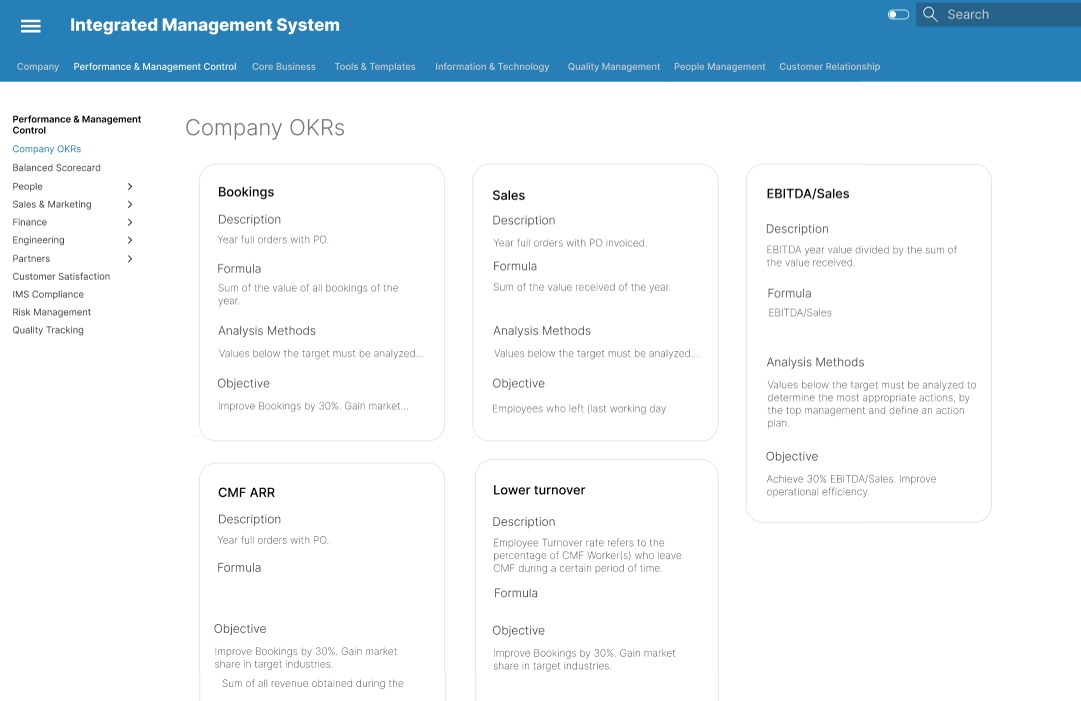 Integrated Management System
Search
Company Performance & Management Control Core Business Tools & Templates Information & Technology Quality Management People Management Customer Relationship
Performance & Management
Control
Company OKRs
Balanced Scorecard
People
Sales & Marketing
Finance
Engineering
Partners
Customer Satisfaction
IMS Compliance
Risk Management
Quality Tracking
Company OKRs
Bookings
Description
Year full orders with PO.
Formula
Sum of the value of all bookings of the
year.
Analysis Methods
Values below the target must be analyzed...
Objective
Improve Bookings by 30%. Gain market...
Sales
Description
Year full orders with PO invoiced.
Formula
Sum of the value received of the year.
Analysis Methods
Values below the target must be analyzed...
Objective
Employees who left (last working day
EBITDA/Sales
Description
EBITDA year value divided by the sum of
the value received.
Formula
EBITDA/Sales
Analysis Methods
Values below the target must be analyzed to
determine the most appropriate actions, by
the top management and define an action
plan.
Objective
Achieve 30% EBITDA/Sales. Improve
operational efficiency.
CMF ARR
Description
Year full orders with PO.
Formula
Objective
Improve Bookings by 30%. Gain market
share in target industries.
Sum of all revenue obtained during the
Lower turnover
Description
Employee Turnover rate refers to the
percentage of CMF Worker(s) who leave
CMF during a certain period of time.
Formula
Objective
Improve Bookings by 30%. Gain market
share in target industries.